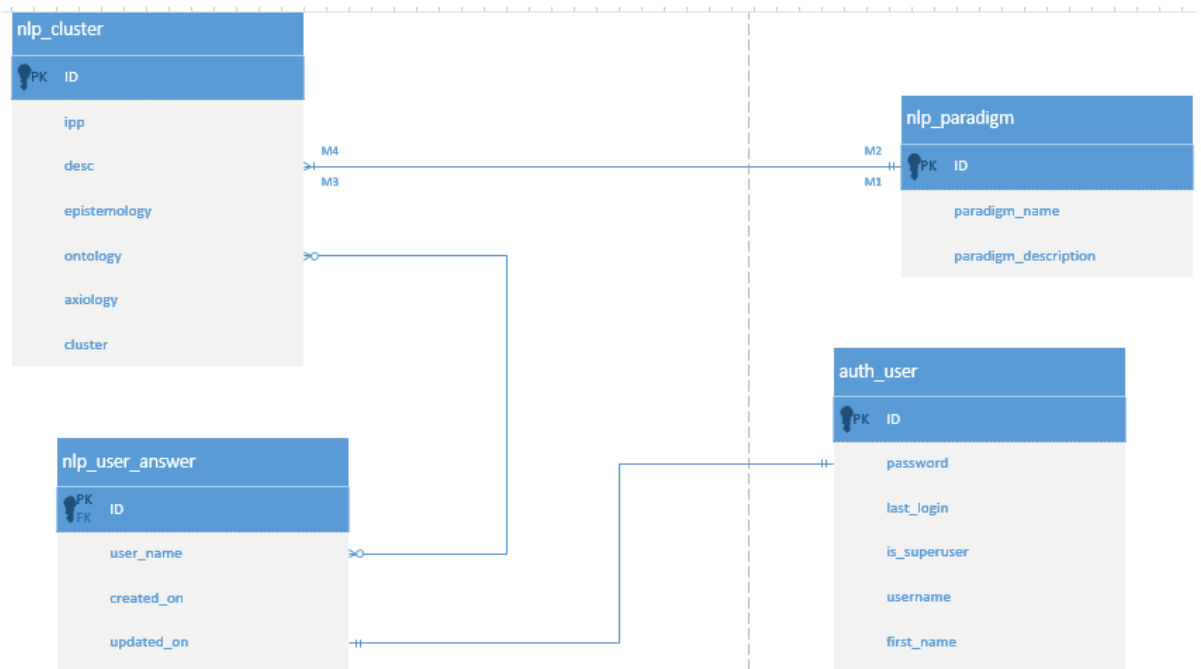 nlp_cluster
PK ID
ipp
desc
epistemology
ontology
axiology
cluster
M4
M3
M2
M1
nlp_paradigm
PK ID
paradigm_name
paradigm_description
auth_user
PK ID
password
last_login
is_superuser
username
first_name
nlp_user_answer
PK
FK
ID
user_name
created_on
updated_on